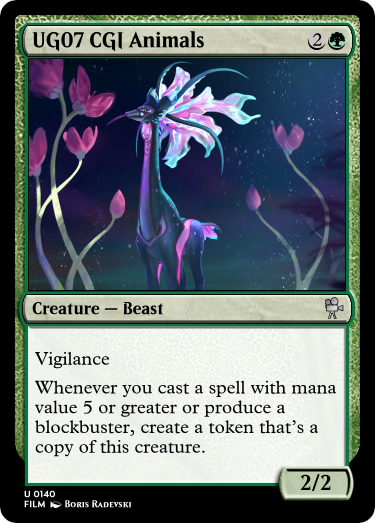 UG07 CGI Animals 2
Creature — Beast
Vigilance
Whenever you cast a spell with mana
value 5 or greater or produce a
blockbuster, create a token that's a
copy of this creature.
2/2
U 0140
FILM Boris Radevski